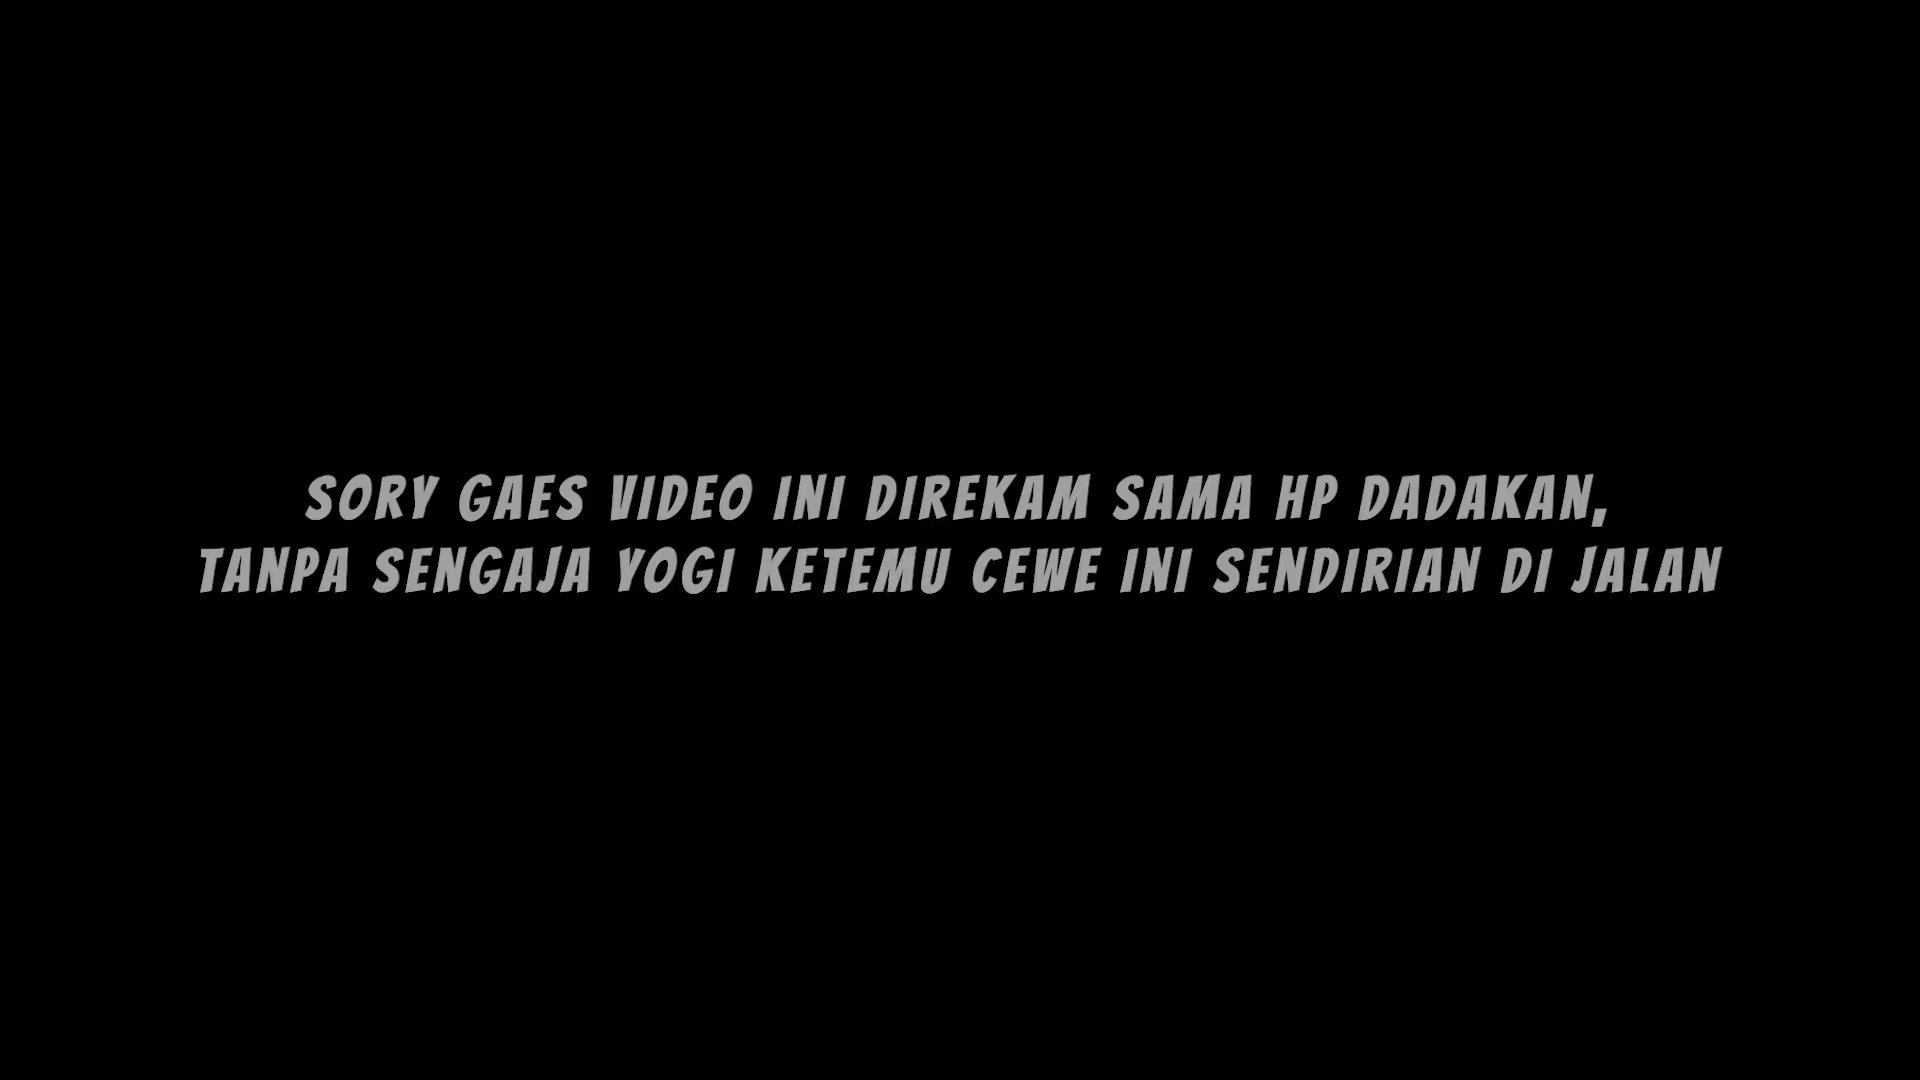 SORY GAES VIDEO INI DIREKAM SAMA HP DADAKAN,
TANPA SENGAJA YOGI KETEMU CEWE INI SENDIRIAN DI JALAN